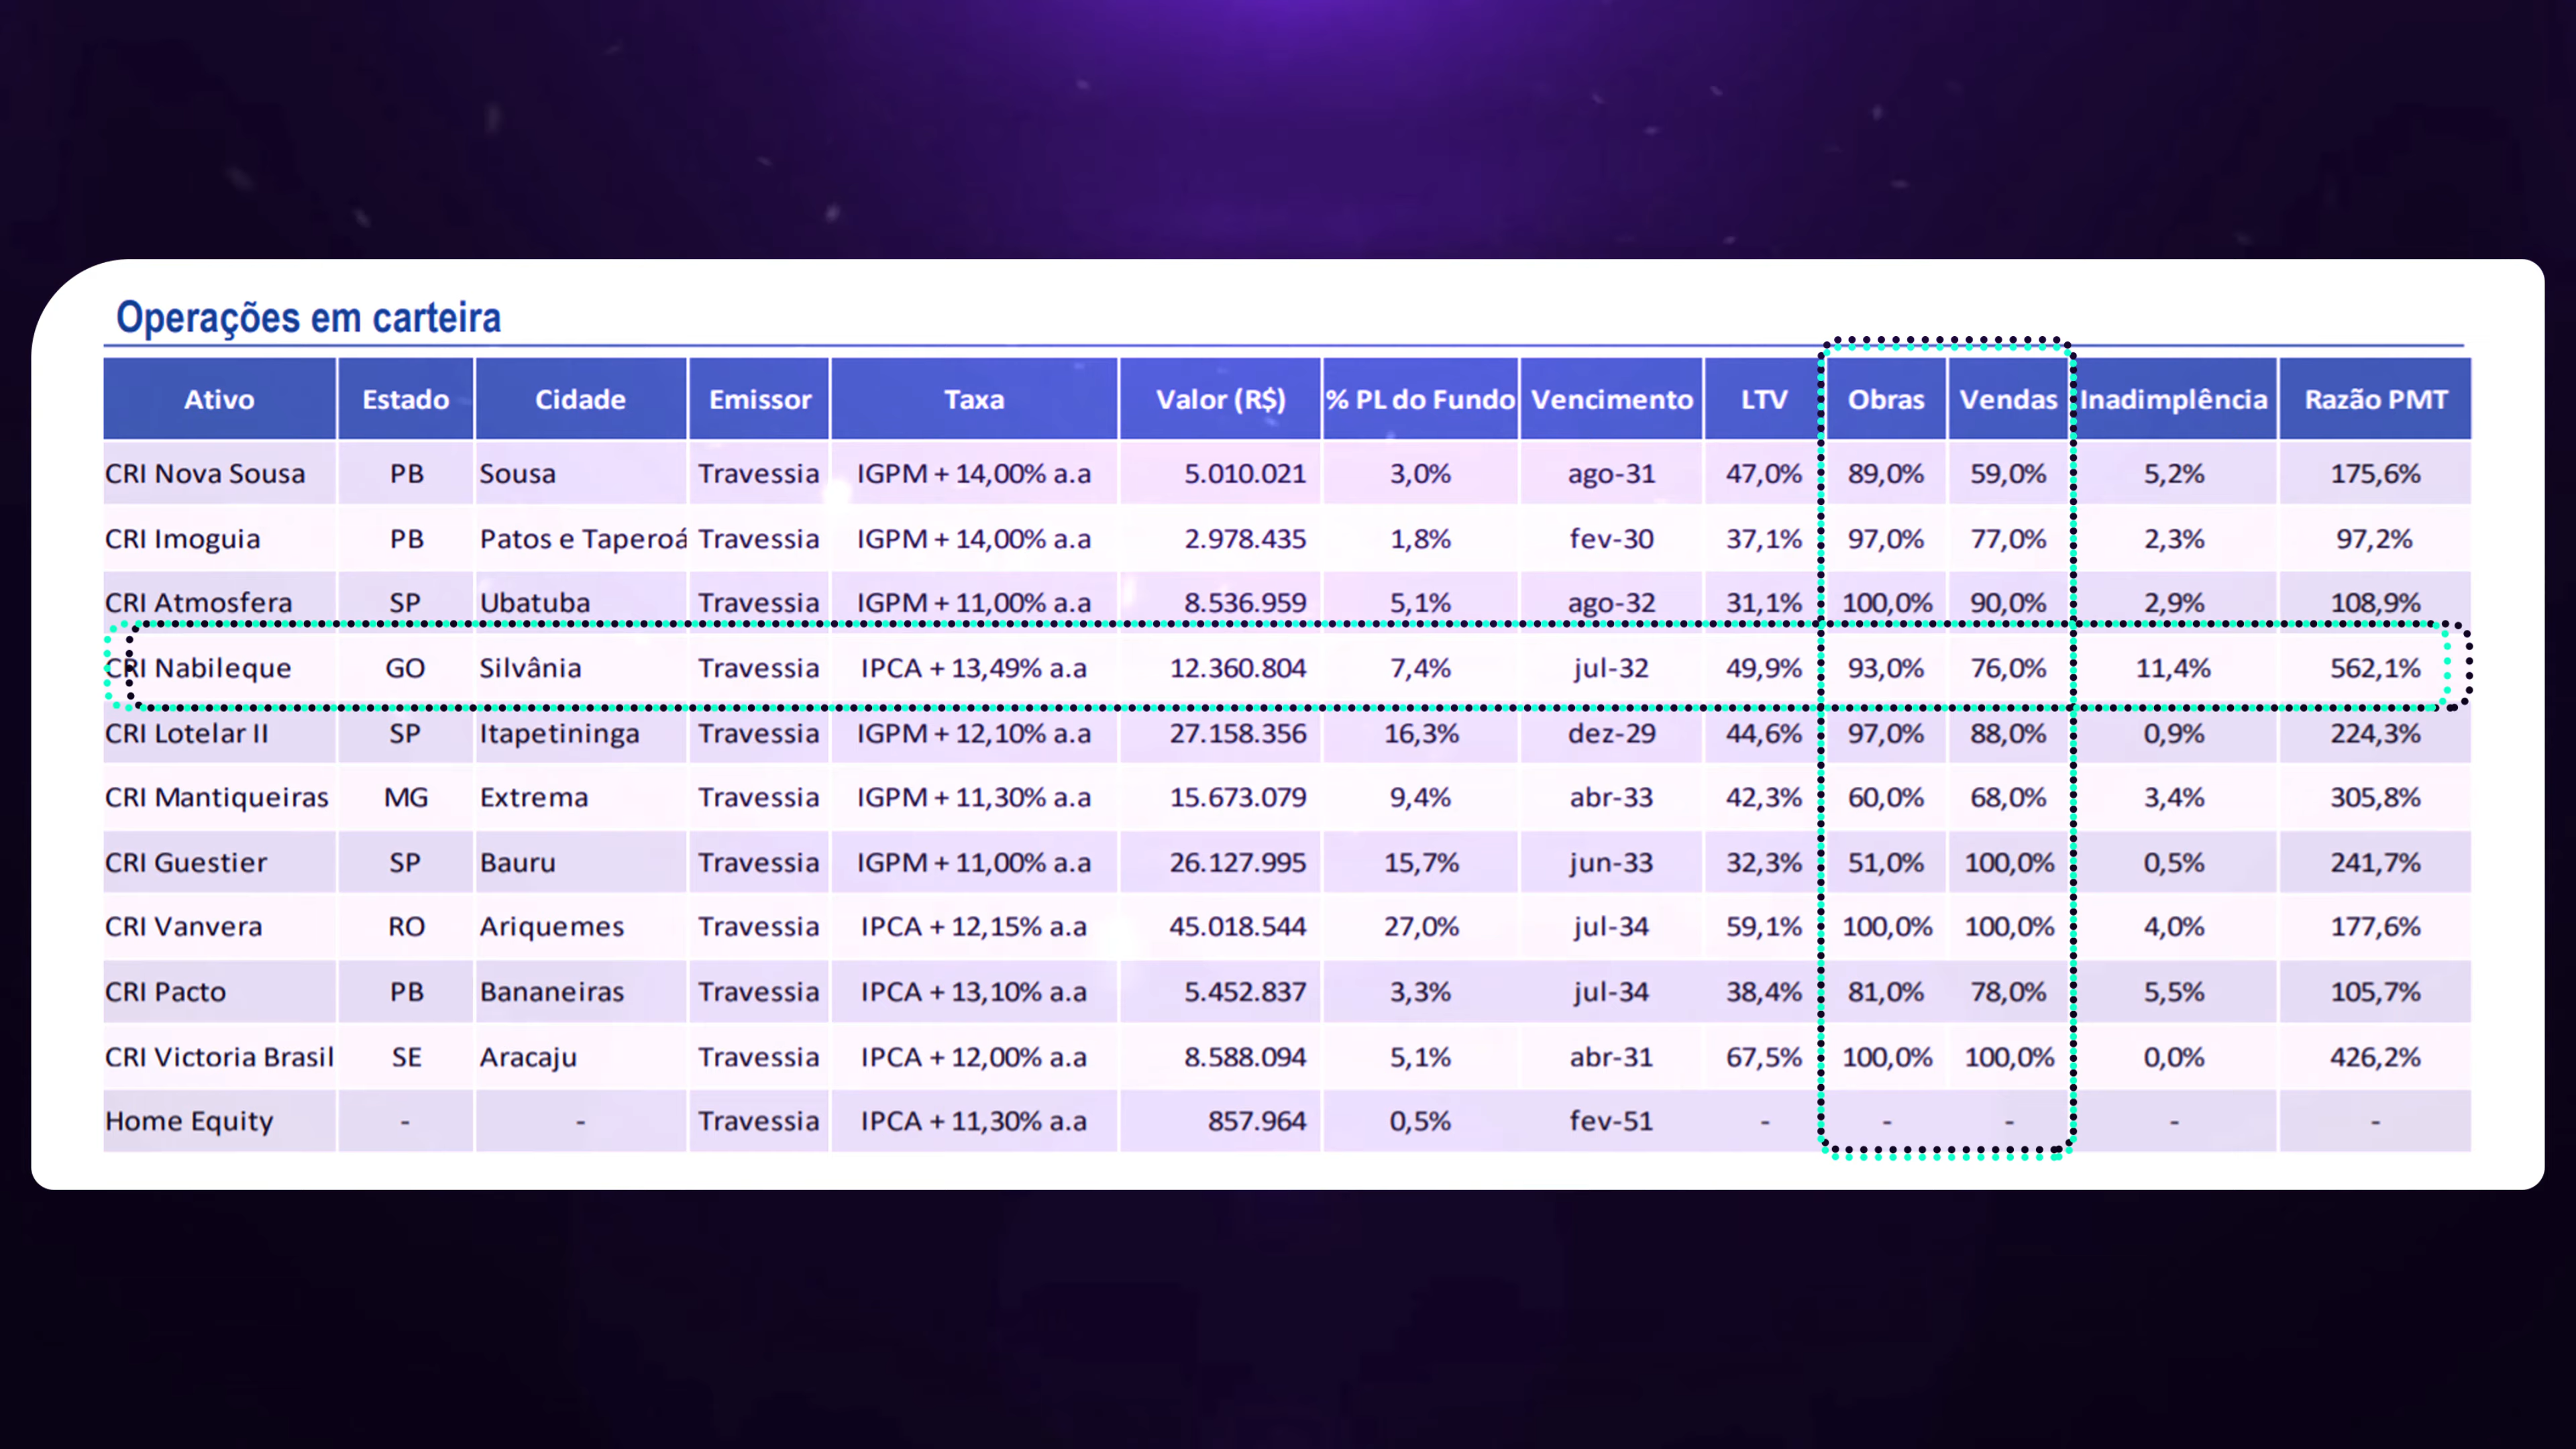 Operações em carteira
Ativo Estado Cidade Emissor Taxa Valor (R$) % PL do Fundo Vencimento LTV Obras Vendas Inadimplência Razão PMT
CRI Nova Sousa PB Sousa Travessia IGPM + 14,00% a.a 5.010.021 3,0% ago-31 47,0% 89,0% 59,0% 5,2% 175,6%
CRI Imoguia PB Patos e Taperoá Travessia IGPM + 14,00% a.a 2.978.435 1,8% fev-30 37,1% 97,0% 77,0% 2,3% 97,2%
CRI Atmosfera SP Ubatuba Travessia IGPM + 11,00% a.a 8.536.959 5,1% ago-32 31,1% 100,0% 90,0% 2,9% 108,9%
CRI Nabileque GO Silvânia Travessia IPCA + 13,49% a.a 12.360.804 7,4% jul-32 49,9% 93,0% 76,0% 11,4% 562,1%
CRI Lotelar II SP Itapetininga Travessia IGPM + 12,10% a.a 27.158.356 16,3% dez-29 44,6% 97,0% 88,0% 0,9% 224,3%
CRI Mantiqueiras MG Extrema Travessia IGPM + 11,30% a.a 15.673.079 9,4% abr-33 42,3% 60,0% 68,0% 3,4% 305,8%
CRI Guestier SP Bauru Travessia IGPM + 11,00% a.a 26.127.995 15,7% jun-33 32,3% 51,0% 100,0% 0,5% 241,7%
CRI Vanvera RO Ariquemes Travessia IPCA + 12,15% a.a 45.018.544 27,0% jul-34 59,1% 100,0% 100,0% 4,0% 177,6%
CRI Pacto PB Bananeiras Travessia IPCA + 13,10% a.a 5.452.837 3,3% jul-34 38,4% 81,0% 78,0% 5,5% 105,7%
CRI Victoria Brasil SE Aracaju Travessia IPCA + 12,00% a.a 8.588.094 5,1% abr-31 67,5% 100,0% 100,0% 0,0% 426,2%
Home Equity - - Travessia IPCA + 11,30% a.a 857.964 0,5% fev-51 - - - - -